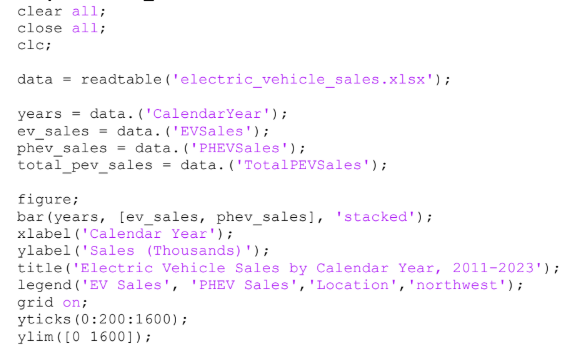 clear all;
close all;
clc;
data = readtable('electric_vehicle_sales.xlsx');
years = data.('CalendarYear');
ev_sales = data.('EVSales');
phev_sales = data.('PHEVSales');
total_pev_sales = data.('TotalPEVSales');
figure;
bar(years, [ev_sales, phev_sales], 'stacked');
xlabel('Calendar Year');
ylabel('Sales (Thousands)');
title('Electric Vehicle Sales by Calendar Year, 2011-2023');
legend('EV Sales', 'PHEV Sales','Location','northwest');
grid on;
yticks(0:200:1600);
ylim([0 1600]);